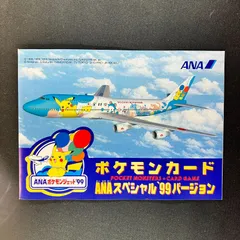 ANA
ANAポケモンジェット'99
ポケモンカード
POCKET MONSTERS CARD GAME
ANAスペシャル'99バージョン